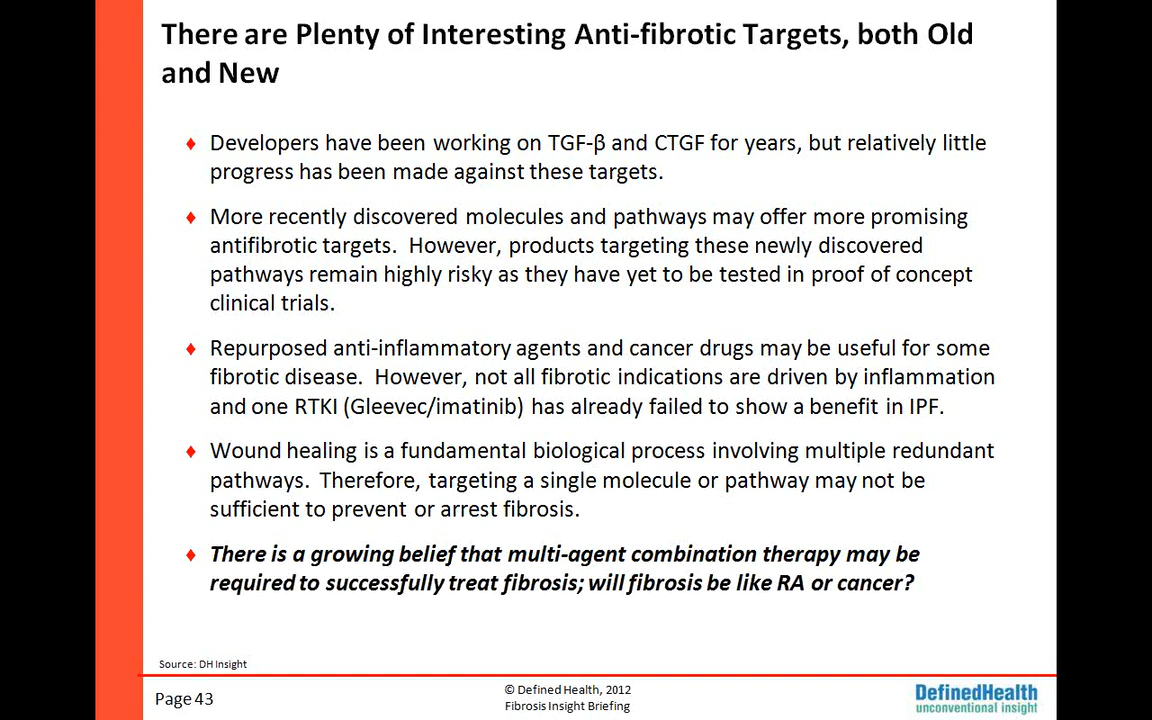 There are Plenty of Interesting Anti-fibrotic Targets, both Old
and New
♦ Developers have been working on TGF-β and CTGF for years, but relatively little
progress has been made against these targets.
♦ More recently discovered molecules and pathways may offer more promising
antifibrotic targets. However, products targeting these newly discovered
pathways remain highly risky as they have yet to be tested in proof of concept
clinical trials.
♦ Repurposed anti-inflammatory agents and cancer drugs may be useful for some
fibrotic disease. However, not all fibrotic indications are driven by inflammation
and one RTKI (Gleevec/imatinib) has already failed to show a benefit in IPF.
♦ Wound healing is a fundamental biological process involving multiple redundant
pathways. Therefore, targeting a single molecule or pathway may not be
sufficient to prevent or arrest fibrosis.
♦ There is a growing belief that multi-agent combination therapy may be
required to successfully treat fibrosis; will fibrosis be like RA or cancer?
Source: DH Insight
Page 43
© Defined Health, 2012
Fibrosis Insight Briefing
DefinedHealth
unconventional insight